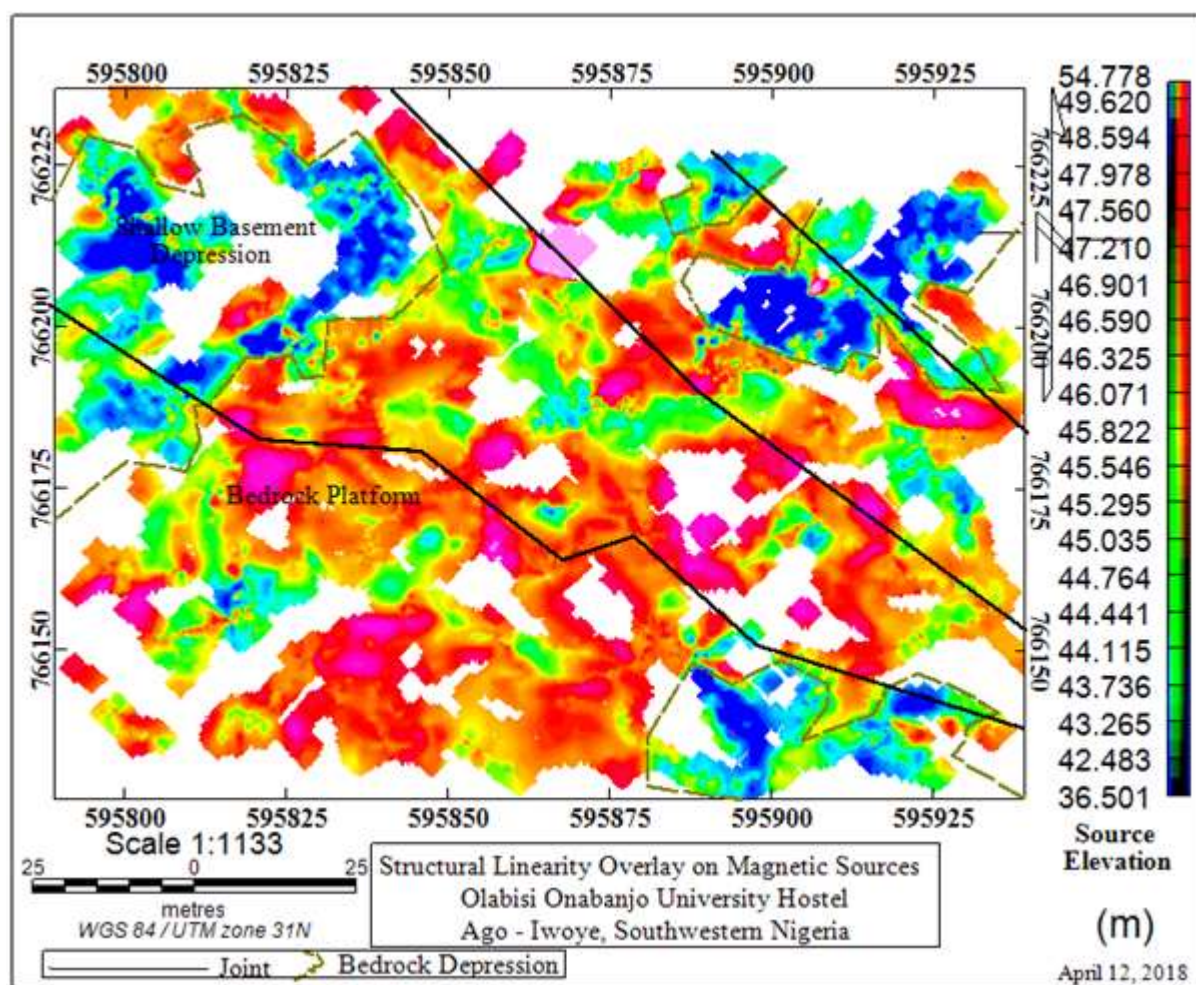 595800 595825 595850 595875 595900 595925
54.778
49.620
48.594
47.978
47.560
47.210
46.901
46.590
46.325
46.071
45.822
45.546
45.295
45.035
44.764
44.441
44.115
43.736
43.265
42.483
36.501
766225
766200
766175
766150
766225
766200
766175
766150
Shallow Basement
Depression
Bedrock Platform
595800 595825 595850 595875 595900 595925
Scale 1:1133
25 0 25
metres
WGS 84 / UTM zone 31N
Structural Linearity Overlay on Magnetic Sources
Olabisi Onabanjo University Hostel
Ago - Iwoye, Southwestern Nigeria
Source
Elevation
(m)
Joint Bedrock Depression
April 12, 2018